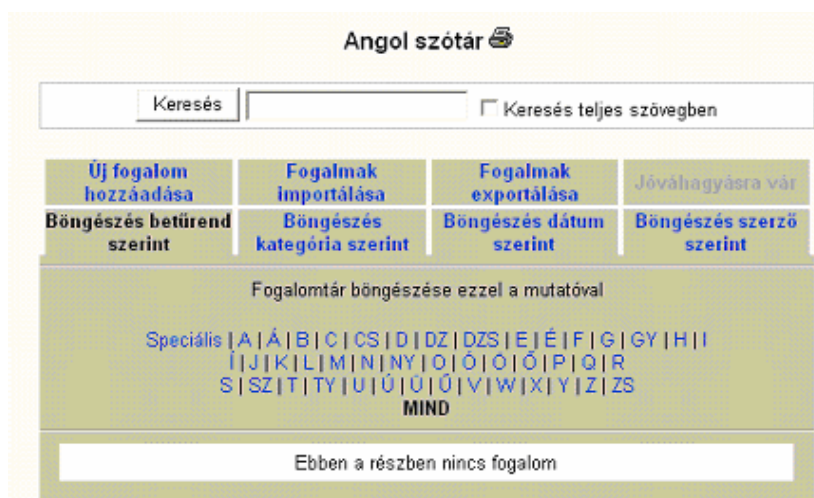 Angol szótár
Keresés
Keresés teljes szövegben
Új fogalom hozzáadása
Fogalmak importálása
Fogalmak exportálása
Jóváhagyásra vár
Böngészés betűrend szerint
Böngészés kategória szerint
Böngészés dátum szerint
Böngészés szerző szerint
Fogalomtár böngészése ezzel a mutatóval
Speciális | A | Á | B | C | CS | D | DZ | DZS | E | É | F | G | GY | H | I
Í | J | K | L | M | N | NY | O | Ó | Ö | Ő | P | Q | R
S | SZ | T | TY | U | Ú | Ü | Ű | V | W | X | Y | Z | ZS
MIND
Ebben a részben nincs fogalom